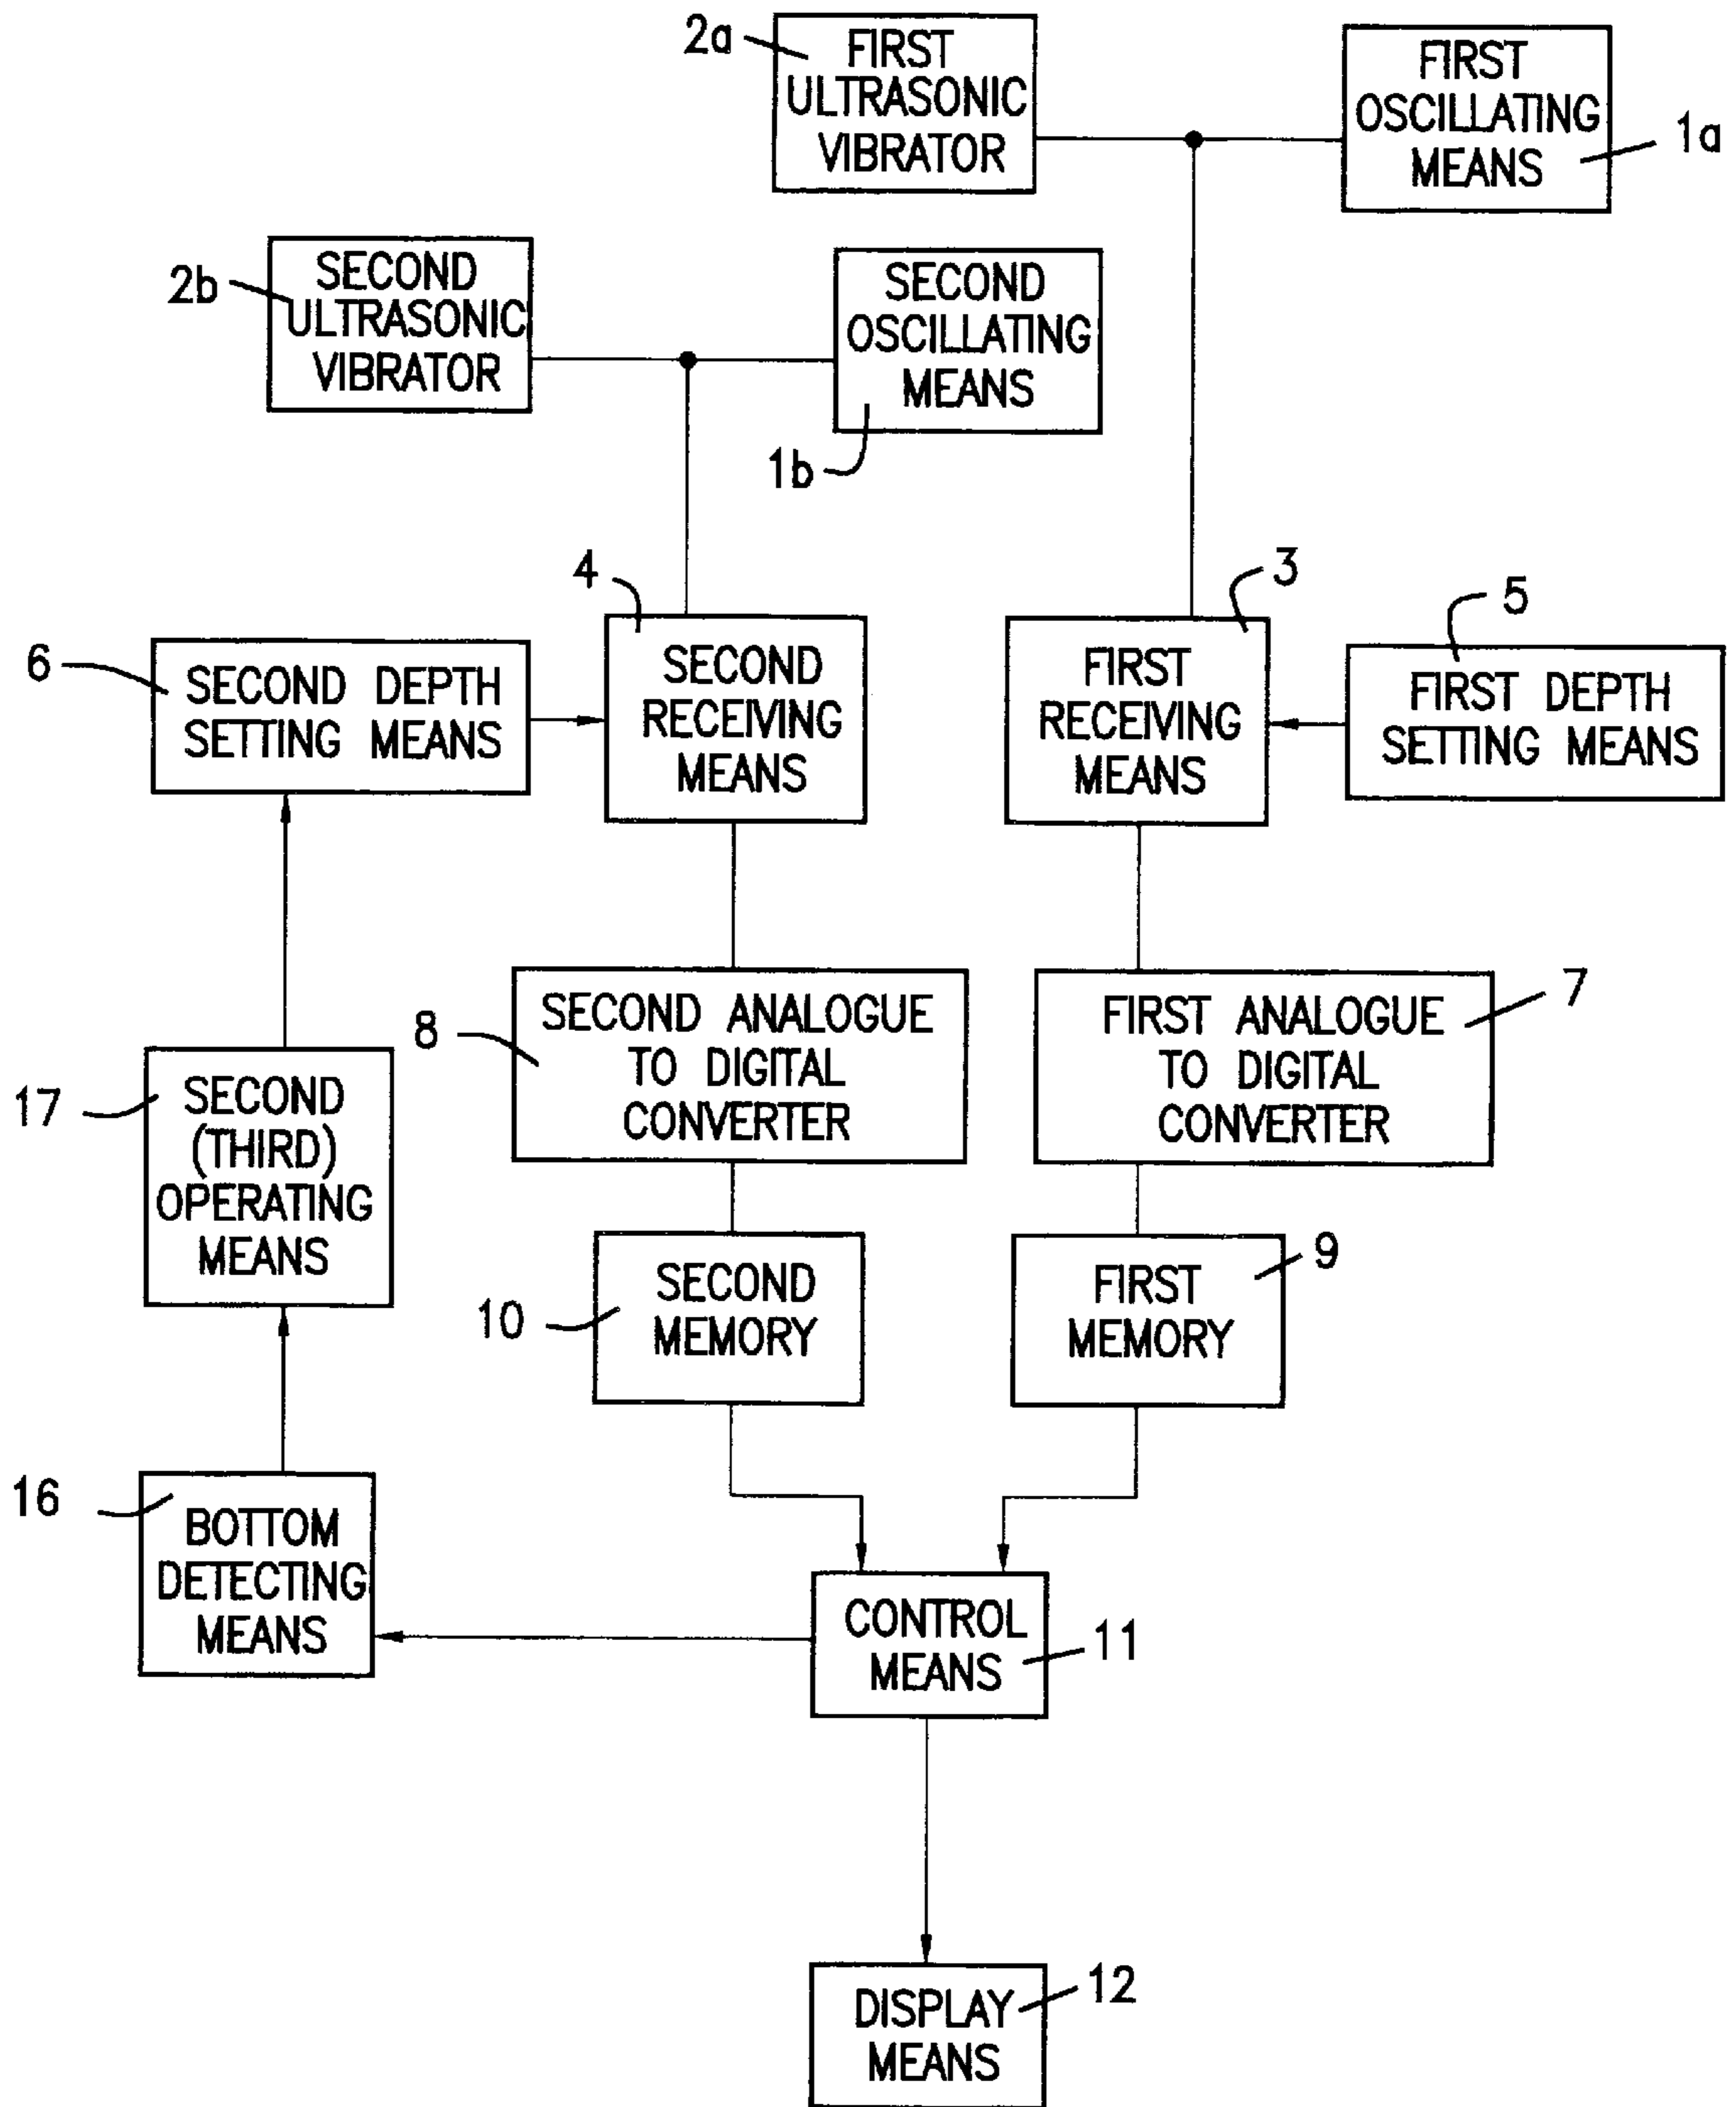 2a
FIRST
ULTRASONIC
VIBRATOR
FIRST
OSCILLATING
MEANS
1a
2b
SECOND
ULTRASONIC
VIBRATOR
SECOND
OSCILLATING
MEANS
1b
4
3
5
6
SECOND DEPTH
SETTING MEANS
SECOND
RECEIVING
MEANS
FIRST
RECEIVING
MEANS
FIRST DEPTH
SETTING MEANS
8
SECOND ANALOGUE
TO DIGITAL
CONVERTER
FIRST ANALOGUE
TO DIGITAL
CONVERTER
7
17
SECOND
(THIRD)
OPERATING
MEANS
10
SECOND
MEMORY
FIRST
MEMORY
9
16
BOTTOM
DETECTING
MEANS
CONTROL
MEANS
11
DISPLAY
MEANS
12